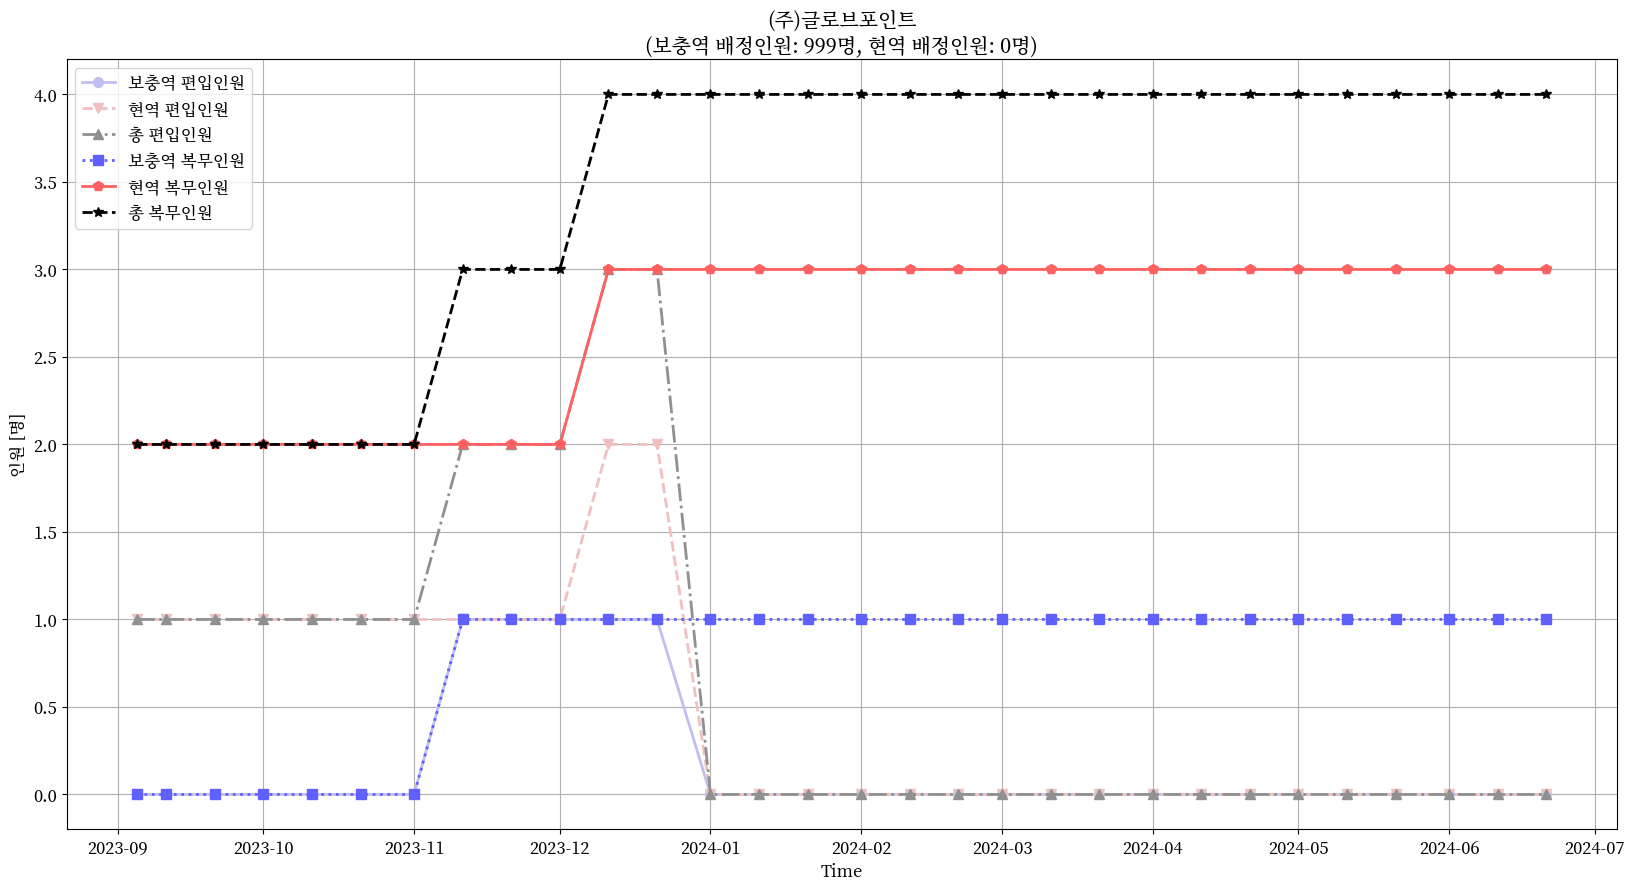 (주)글로브포인트
(보충역 배정인원: 999명, 현역 배정인원: 0명)
보충역 편입인원
현역 편입인원
총 편입인원
보충역 복무인원
현역 복무인원
총 복무인원
인원 [명]
4.0
3.5
3.0
2.5
2.0
1.5
1.0
0.5
0.0
2023-09 2023-10 2023-11 2023-12 2024-01 2024-02 2024-03 2024-04 2024-05 2024-06 2024-07
Time